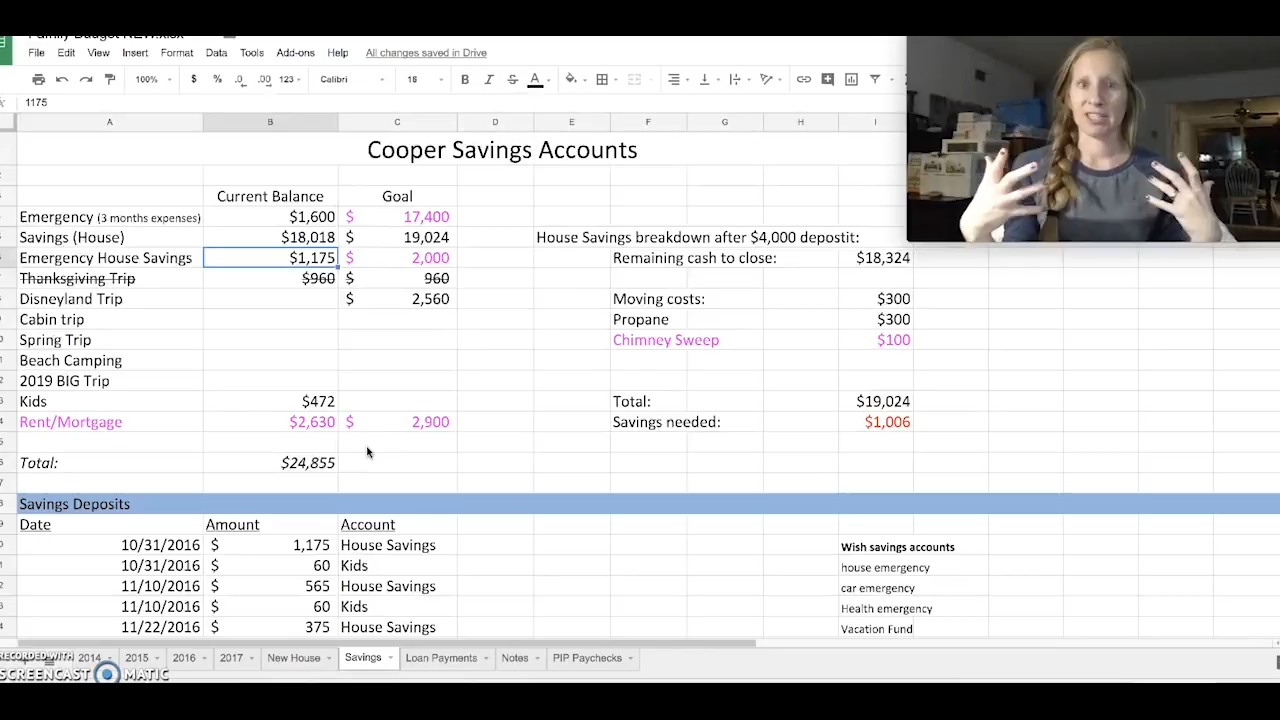 Family Budget NEW.xlsx
File Edit View Insert Format Data Tools Add-ons Help All changes saved in Drive
100% $ % .0 .00 123 Calibri 18 B I S A
1175
A B C D E F G H I
Cooper Savings Accounts
Current Balance Goal
Emergency (3 months expenses) $1,600 $ 17,400
Savings (House) $18,018 $ 19,024 House Savings breakdown after $4,000 depostit:
Emergency House Savings $1,175 $ 2,000 Remaining cash to close: $18,324
Thanksgiving Trip $960 $ 960
Disneyland Trip $ 2,560 Moving costs: $300
Cabin trip Propane $300
Spring Trip Chimney Sweep $100
Beach Camping
2019 BIG Trip
Kids $472 Total: $19,024
Rent/Mortgage $2,630 $ 2,900 Savings needed: $1,006
Total: $24,855
Savings Deposits
Date Amount Account
10/31/2016 $ 1,175 House Savings Wish savings accounts
10/31/2016 $ 60 Kids house emergency
11/10/2016 $ 565 House Savings car emergency
11/10/2016 $ 60 Kids Health emergency
11/22/2016 $ 375 House Savings Vacation Fund
2014 2015 2016 2017 New House Savings Loan Payments Notes PIP Paychecks
RECORDED WITH
SCREENCAST MATIC